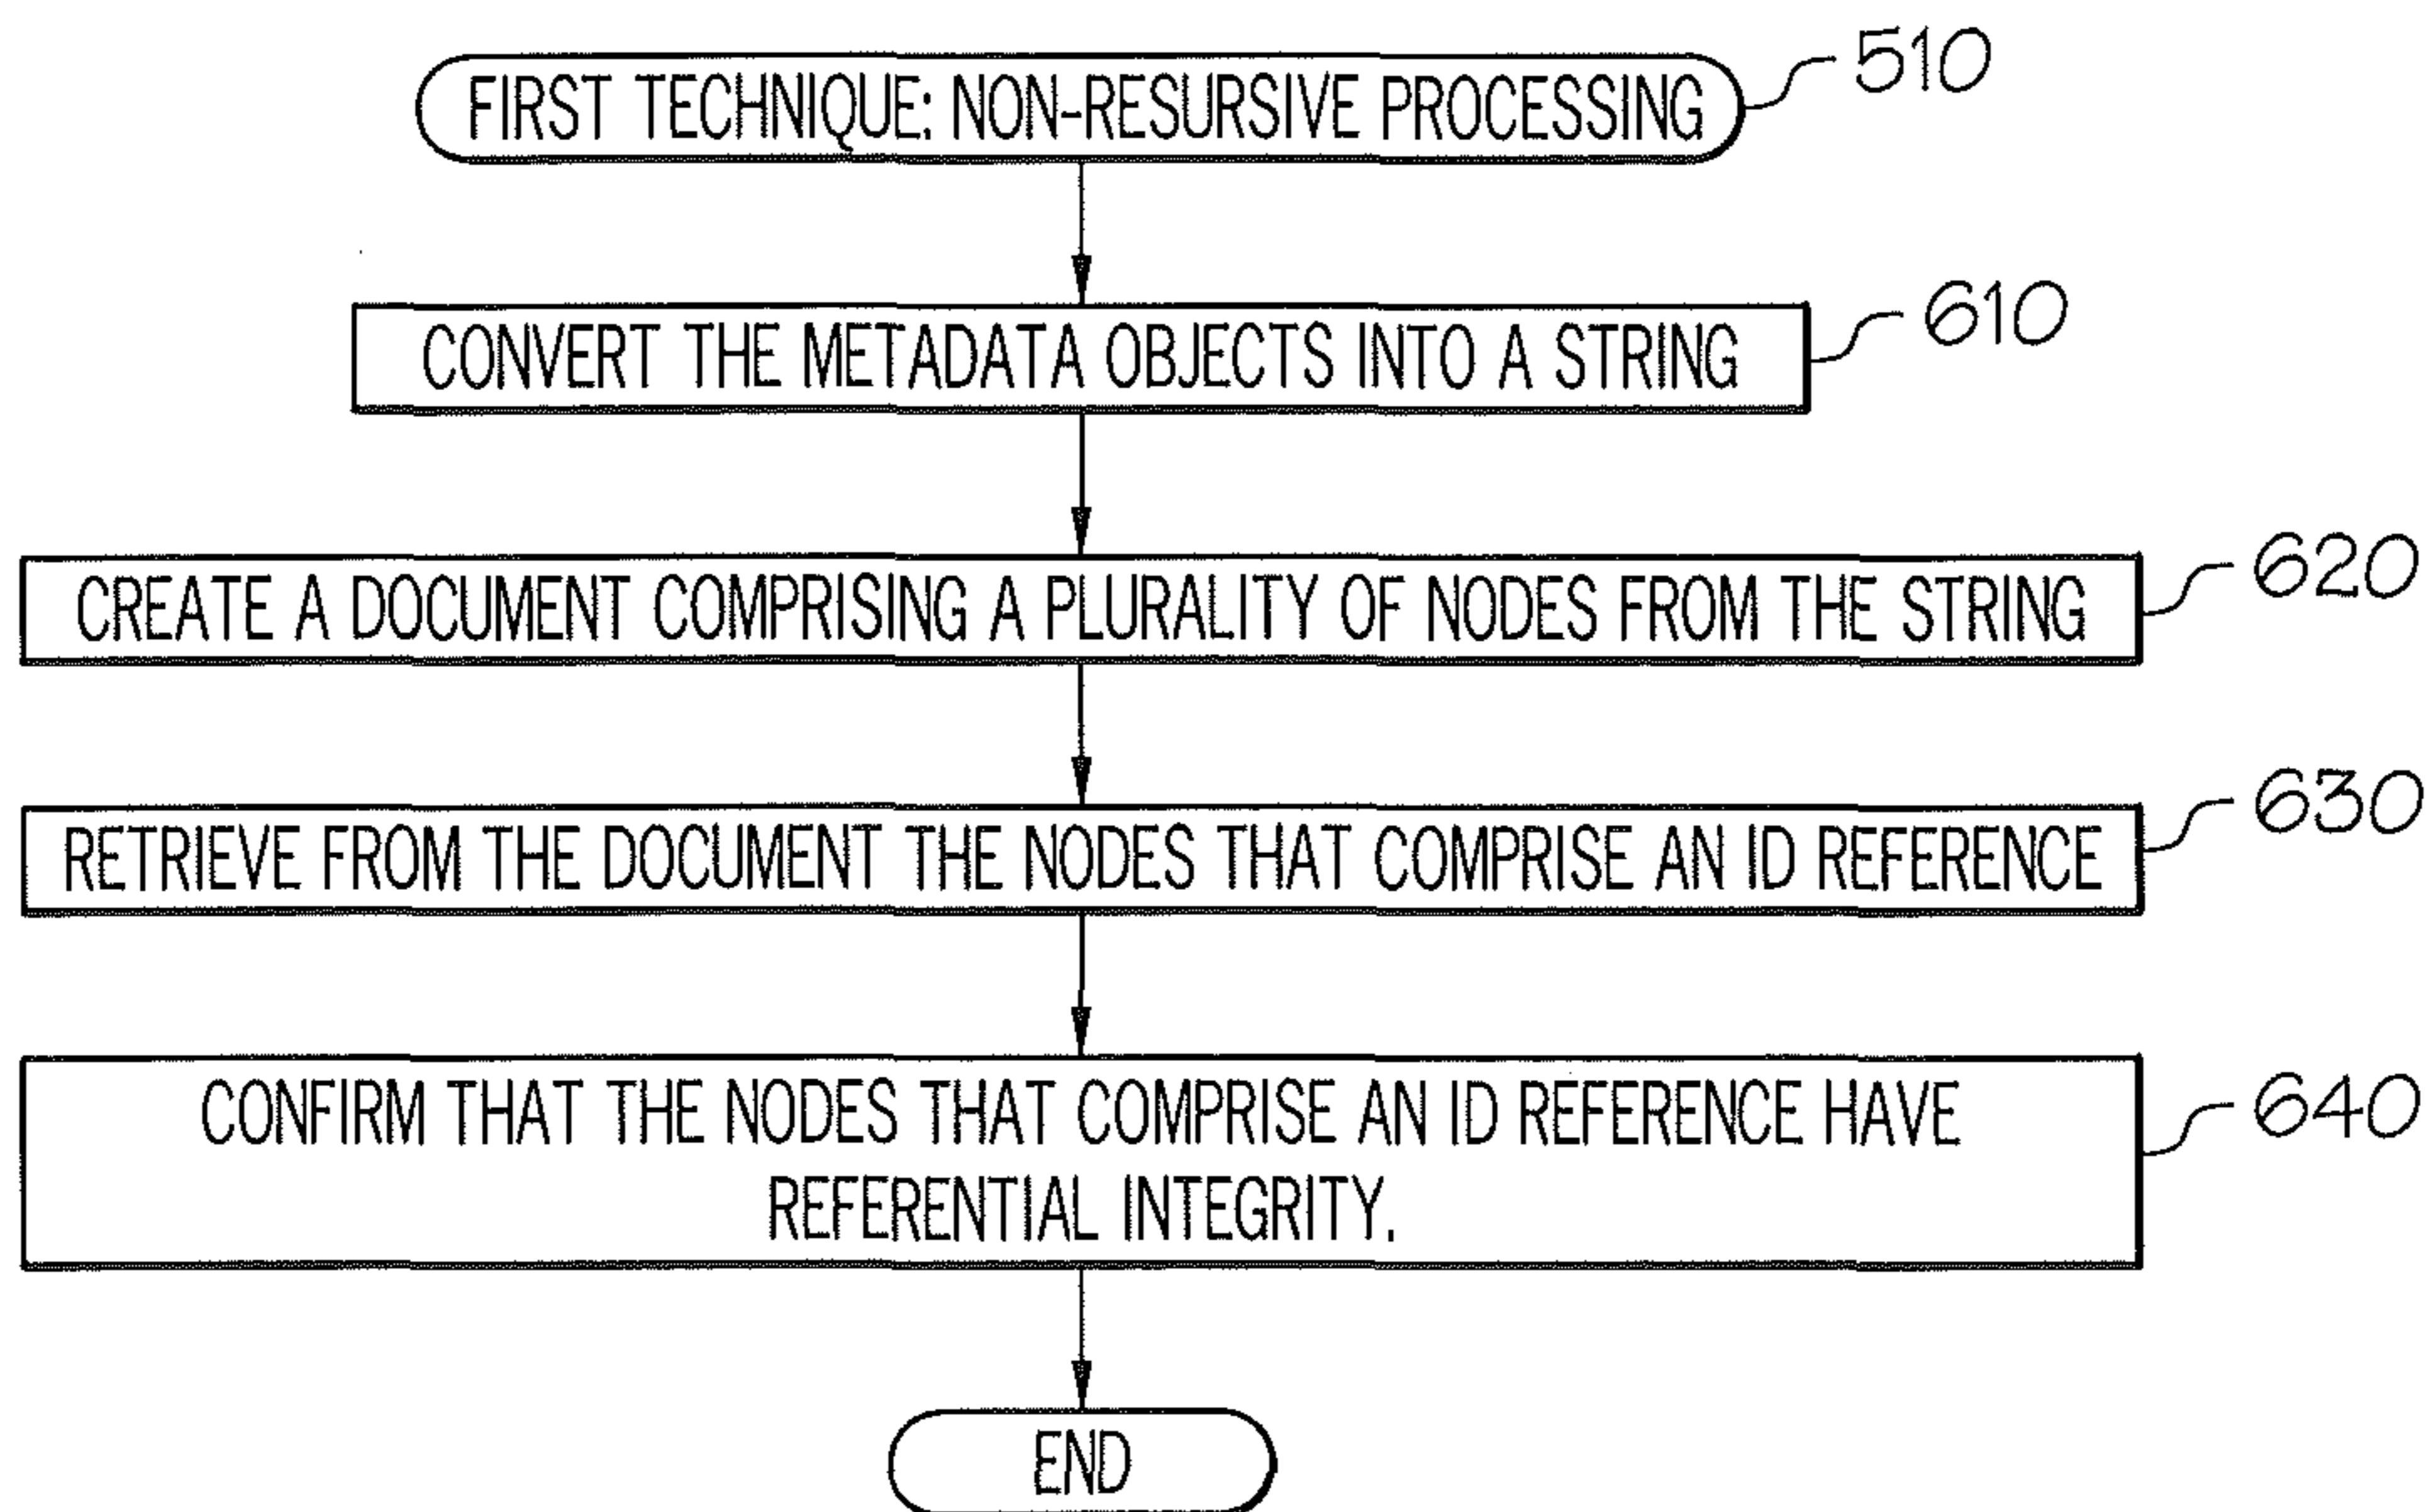 FIRST TECHNIQUE: NON-RESURSIVE PROCESSING
510
CONVERT THE METADATA OBJECTS INTO A STRING
610
CREATE A DOCUMENT COMPRISING A PLURALITY OF NODES FROM THE STRING
620
RETRIEVE FROM THE DOCUMENT THE NODES THAT COMPRISE AN ID REFERENCE
630
CONFIRM THAT THE NODES THAT COMPRISE AN ID REFERENCE HAVE
REFERENTIAL INTEGRITY.
640
END